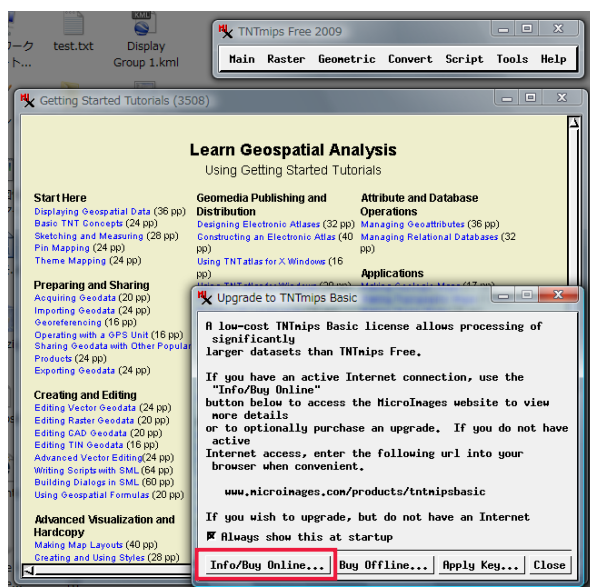 ワーク
ト...
test.txt
KML
Display
Group 1.kml
TNTmips Free 2009
Main Raster Geometric Convert Script Tools Help
Getting Started Tutorials (3508)
Learn Geospatial Analysis
Using Getting Started Tutorials
Start Here
Displaying Geospatial Data (36 pp)
Basic TNT Concepts (24 pp)
Sketching and Measuring (28 pp)
Pin Mapping (24 pp)
Theme Mapping (24 pp)
Preparing and Sharing
Acquiring Geodata (20 pp)
Importing Geodata (24 pp)
Georeferencing (16 pp)
Operating with a GPS Unit (16 pp)
Sharing Geodata with Other Popular
Products (24 pp)
Exporting Geodata (24 pp)
Creating and Editing
Editing Vector Geodata (24 pp)
Editing Raster Geodata (20 pp)
Editing CAD Geodata (20 pp)
Editing TIN Geodata (16 pp)
Advanced Vector Editing(24 pp)
Writing Scripts with SML (64 pp)
Building Dialogs in SML (60 pp)
Using Geospatial Formulas (20 pp)
Advanced Visualization and
Hardcopy
Making Map Layouts (40 pp)
Creating and Using Styles (28 pp)
Geomedia Publishing and
Distribution
Designing Electronic Atlases (32 pp)
Constructing an Electronic Atlas (40
pp)
Using TNTatlas for X Windows (16
pp)
Attribute and Database
Operations
Managing Geoattributes (36 pp)
Managing Relational Databases (32
pp)
Applications
Upgrade to TNTmips Basic
A low-cost TNTmips Basic license allows processing of
significantly
larger datasets than TNTmips Free.
If you have an active Internet connection, use the
"Info/Buy Online"
button below to access the MicroImages website to view
more details
or to optionally purchase an upgrade. If you do not have
active
Internet access, enter the following url into your
browser when convenient.
www.microimages.com/products/tntmipsbasic
If you wish to upgrade, but do not have an Internet
Always show this at startup
Info/Buy Online... Buy Offline... Apply Key... Close